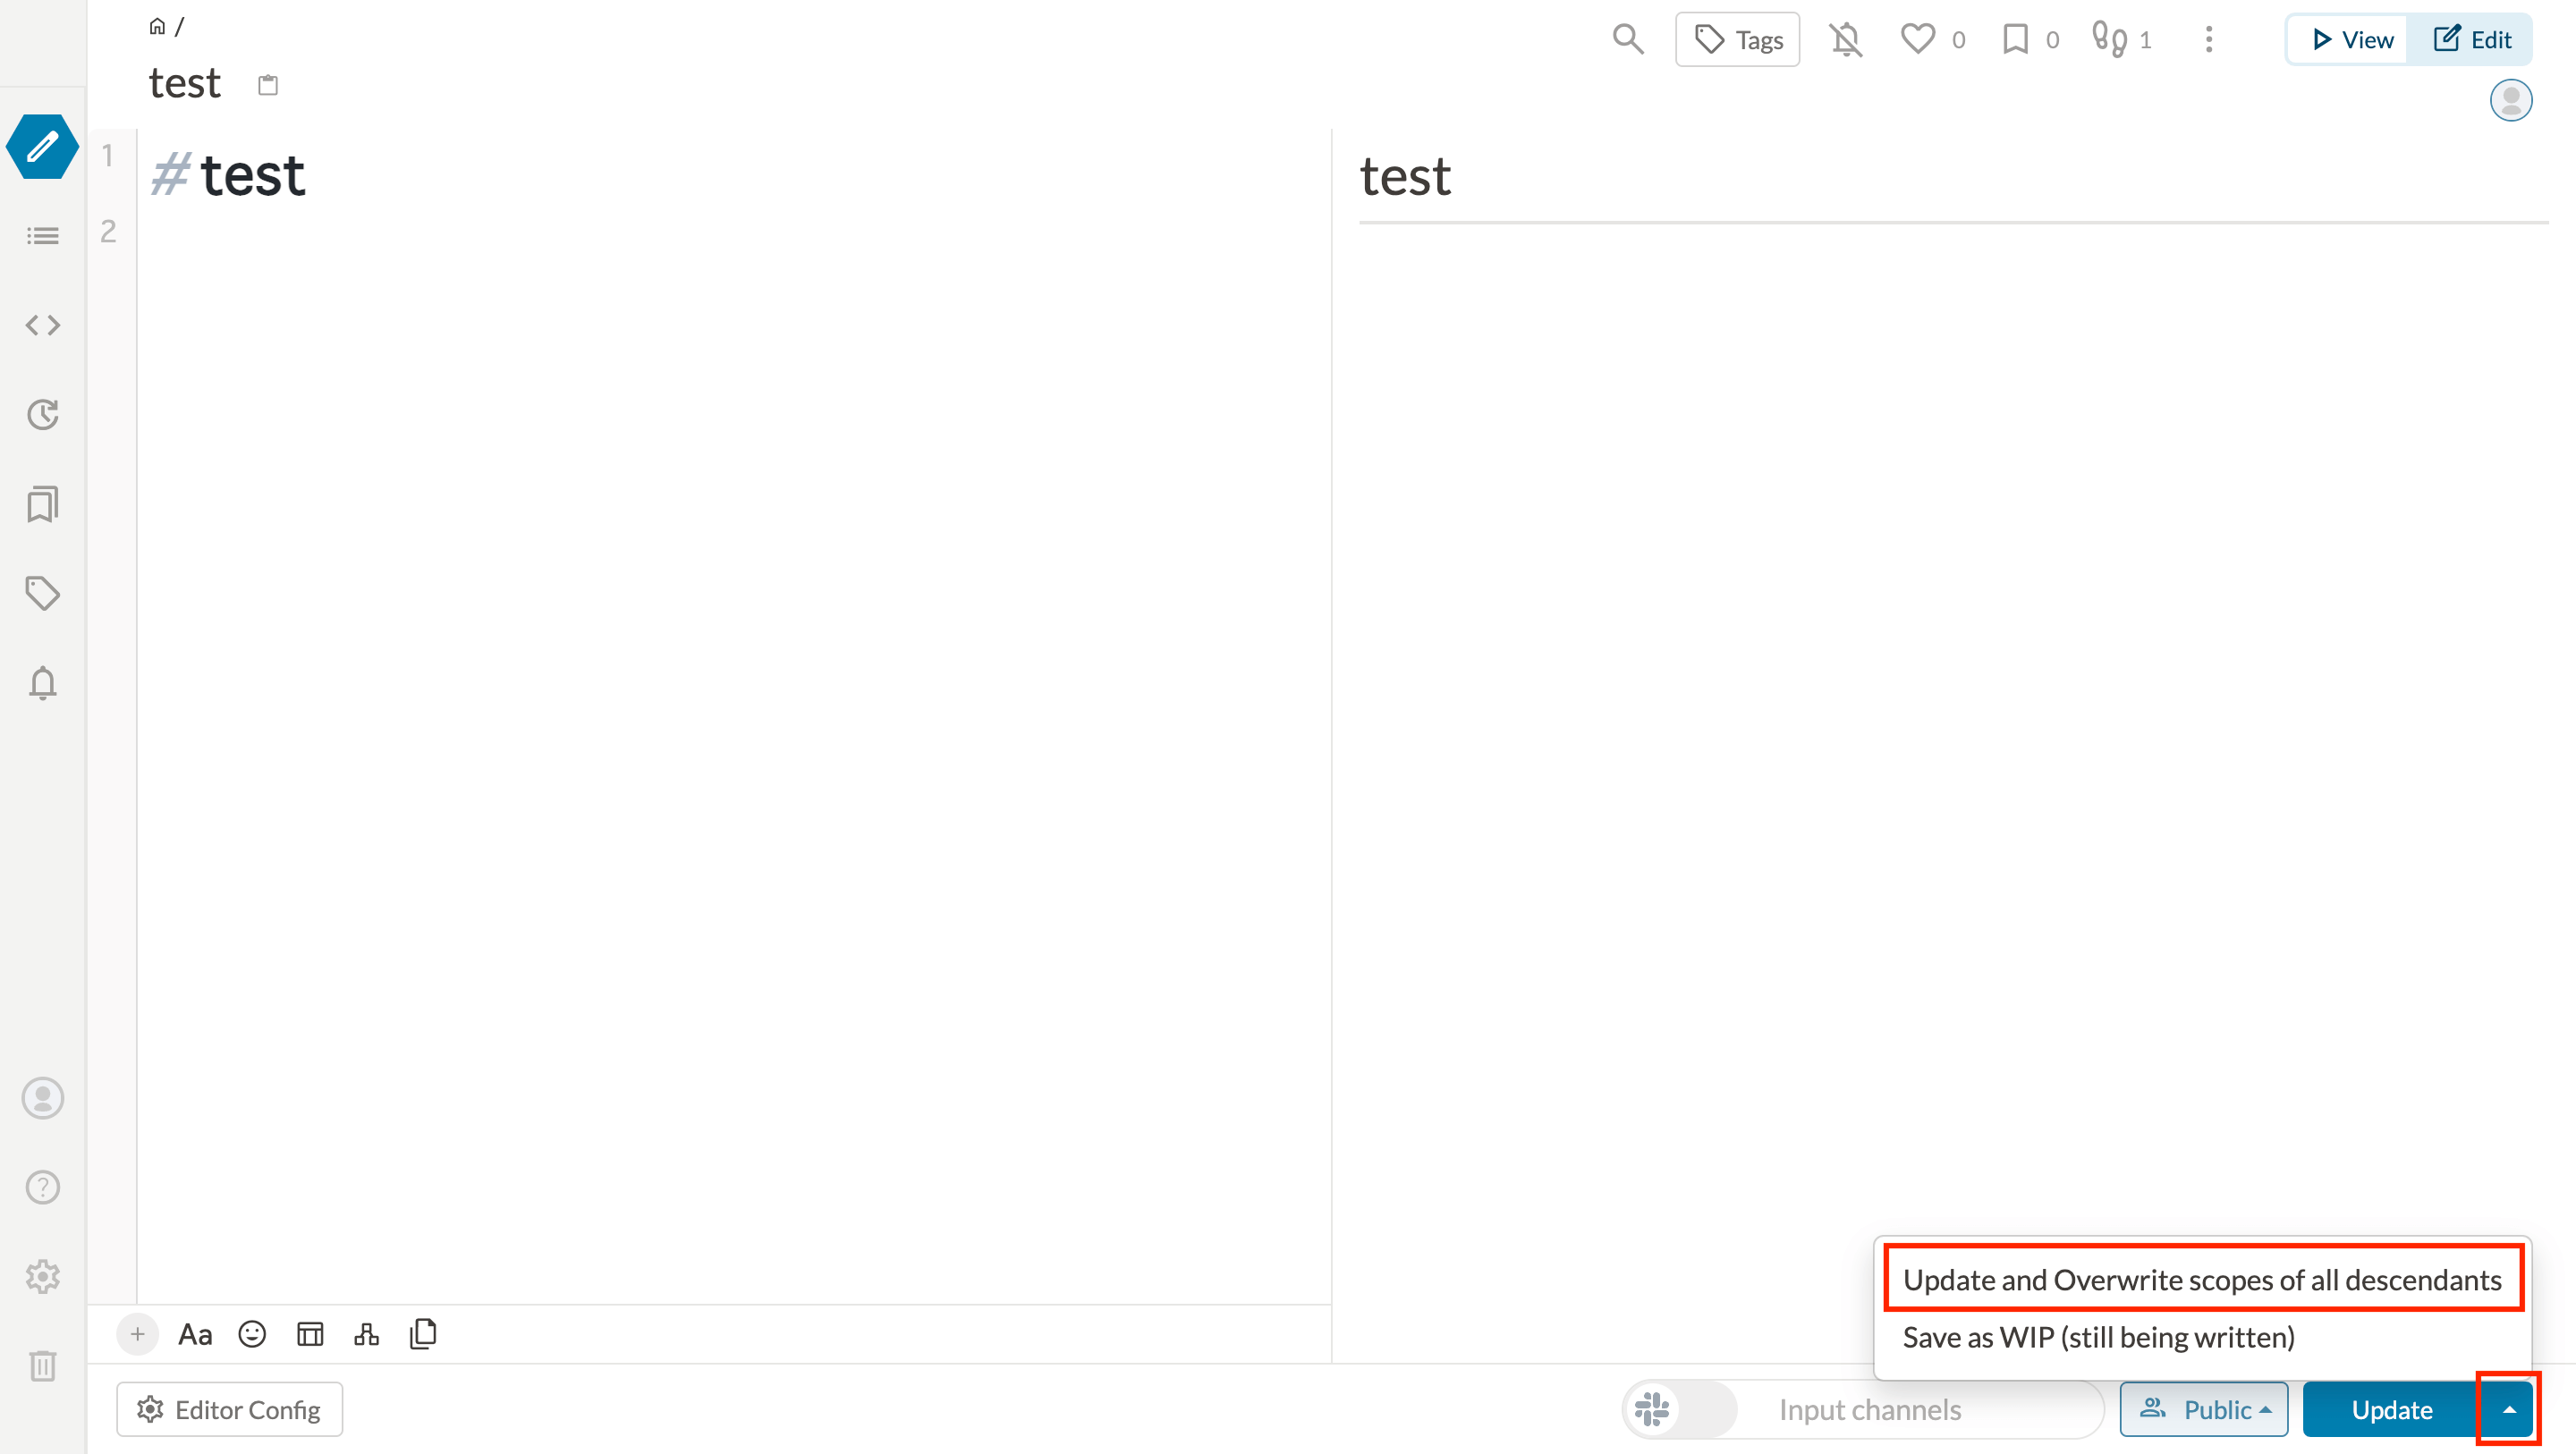 /
Tags
0
0
1
View
Edit
test
1
# test
2
test
Aa
Update and Overwrite scopes of all descendants
Save as WIP (still being written)
Editor Config
Input channels
Public
Update